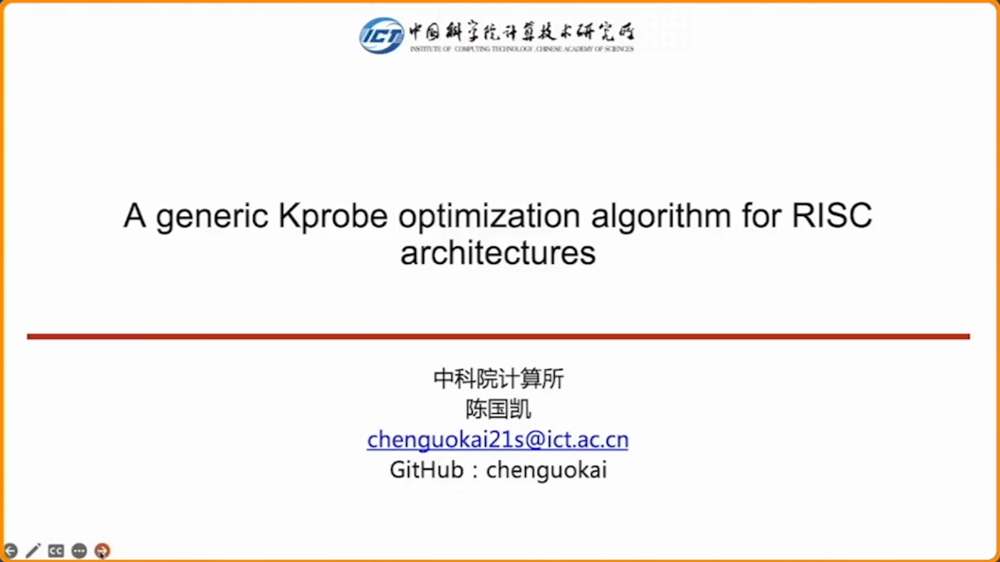 ICT 中国科学院计算技术研究所
INSTITUTE OF COMPUTING TECHNOLOGY, CHINESE ACADEMY OF SCIENCES
A generic Kprobe optimization algorithm for RISC
architectures
中科院计算所
陈国凯
chenguokai21s@ict.ac.cn
GitHub：chenguokai
CC